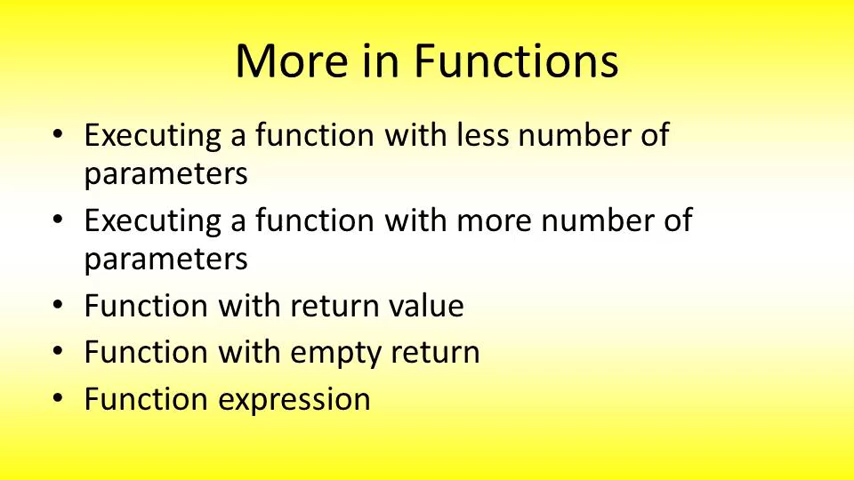 More in Functions
• Executing a function with less number of
parameters
• Executing a function with more number of
parameters
• Function with return value
• Function with empty return
• Function expression